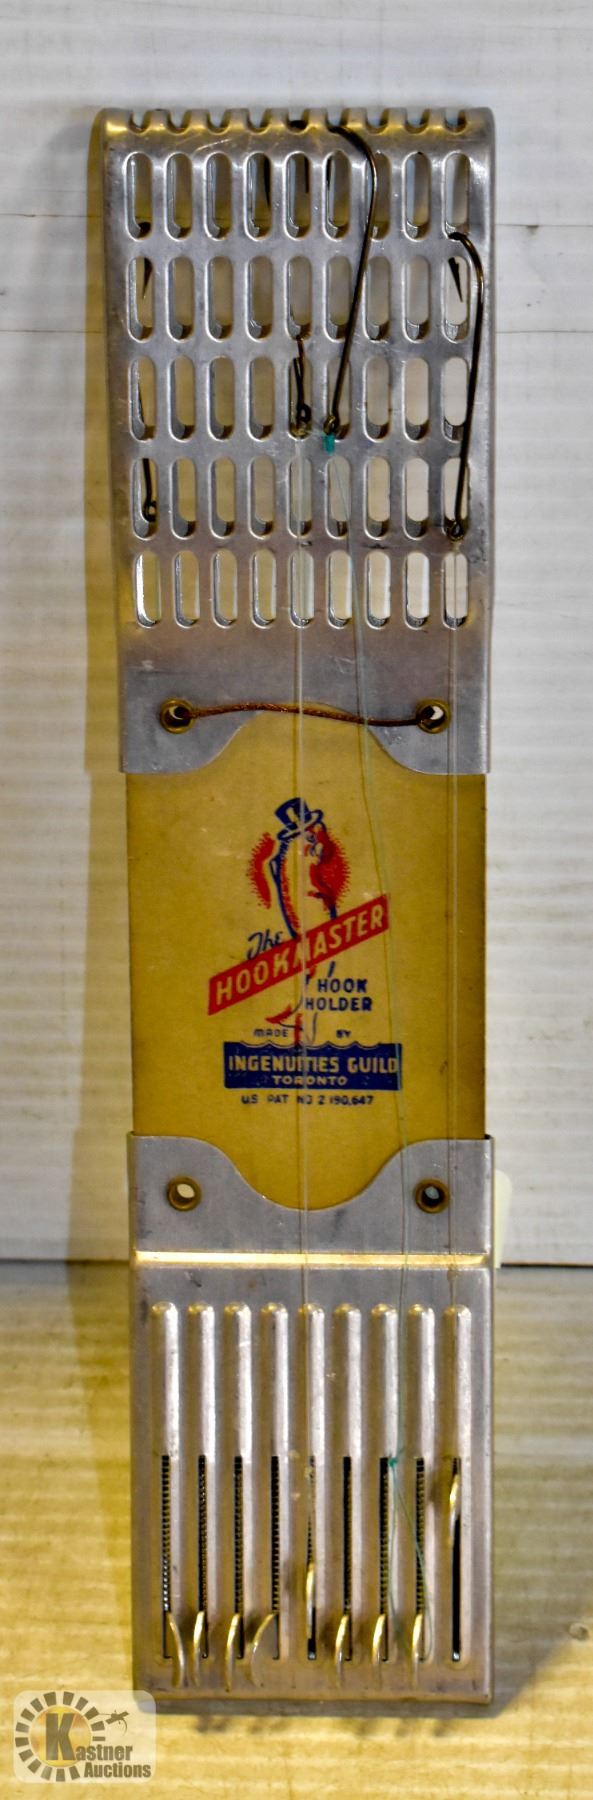 The
HOOKMASTER
HOOK
HOLDER
MADE BY
INGENUITIES GUILD
TORONTO
U.S. PAT NO 2 190,647
Kastner
Auctions